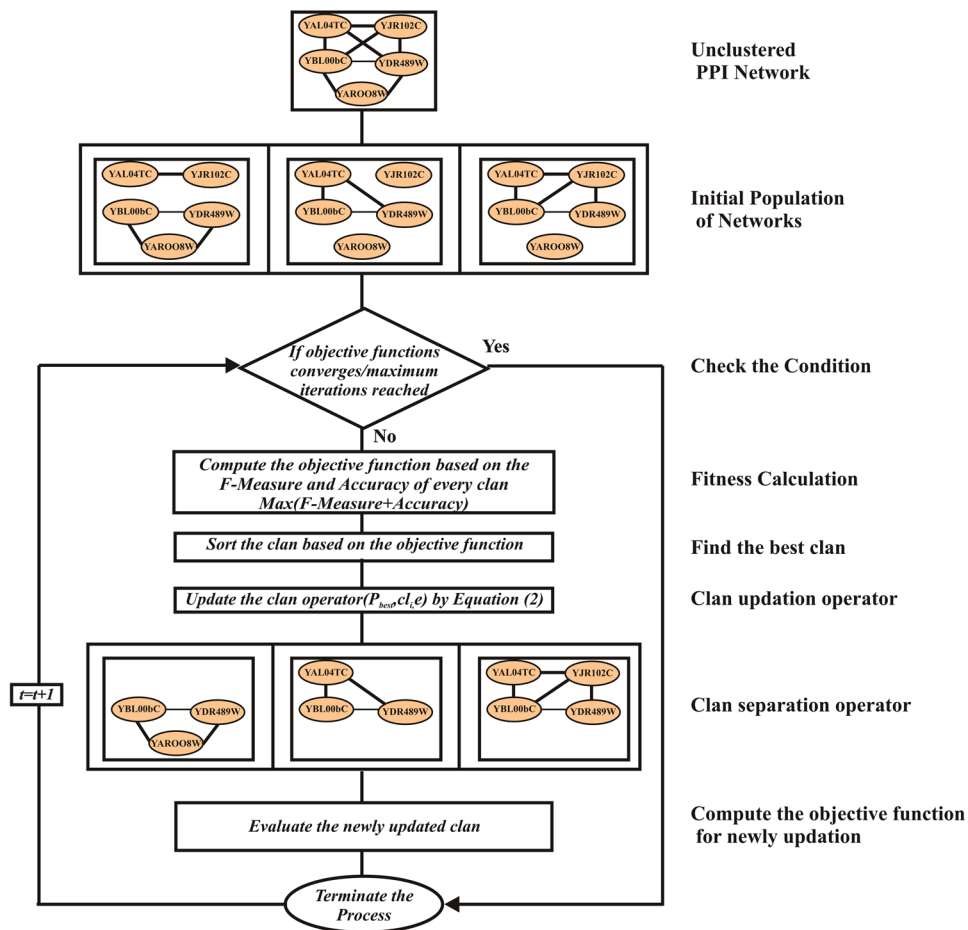 YAL04TC YJR102C
YBL00bC YDR489W
YAROO8W
Unclustered
PPI Network
YAL04TC YJR102C
YBL00bC YDR489W
YAROO8W
YAL04TC YJR102C
YBL00bC YDR489W
YAROO8W
YAL04TC YJR102C
YBL00bC YDR489W
YAROO8W
Initial Population
of Networks
If objective functions
converges/maximum
iterations reached
Yes
No
Check the Condition
Compute the objective function based on the
F-Measure and Accuracy of every clan
Max(F-Measure+Accuracy)
Fitness Calculation
Sort the clan based on the objective function
Find the best clan
Update the clan operator(P_best,cl_i,e) by Equation (2)
Clan updation operator
t=t+1
YBL00bC YDR489W
YAROO8W
YAL04TC
YBL00bC YDR489W
YAL04TC YJR102C
YBL00bC YDR489W
Clan separation operator
Evaluate the newly updated clan
Compute the objective function
for newly updation
Terminate the
Process